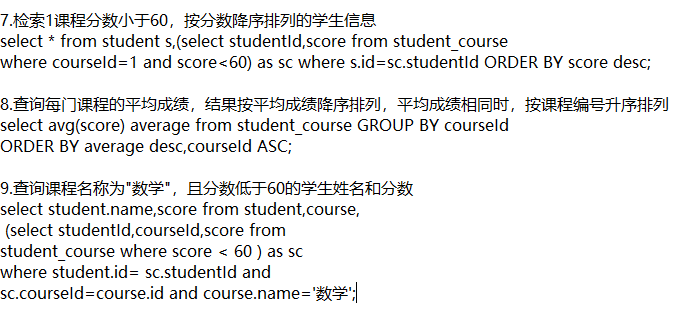 7.检索1课程分数小于60，按分数降序排列的学生信息
select * from student s,(select studentId,score from student_course
where courseId=1 and score<60) as sc where s.id=sc.studentId ORDER BY score desc;
8.查询每门课程的平均成绩，结果按平均成绩降序排列，平均成绩相同时，按课程编号升序排列
select avg(score) average from student_course GROUP BY courseId
ORDER BY average desc,courseId ASC;
9.查询课程名称为"数学"，且分数低于60的学生姓名和分数
select student.name,score from student,course,
(select studentId,courseId,score from
student_course where score < 60 ) as sc
where student.id= sc.studentId and
sc.courseId=course.id and course.name='数学';